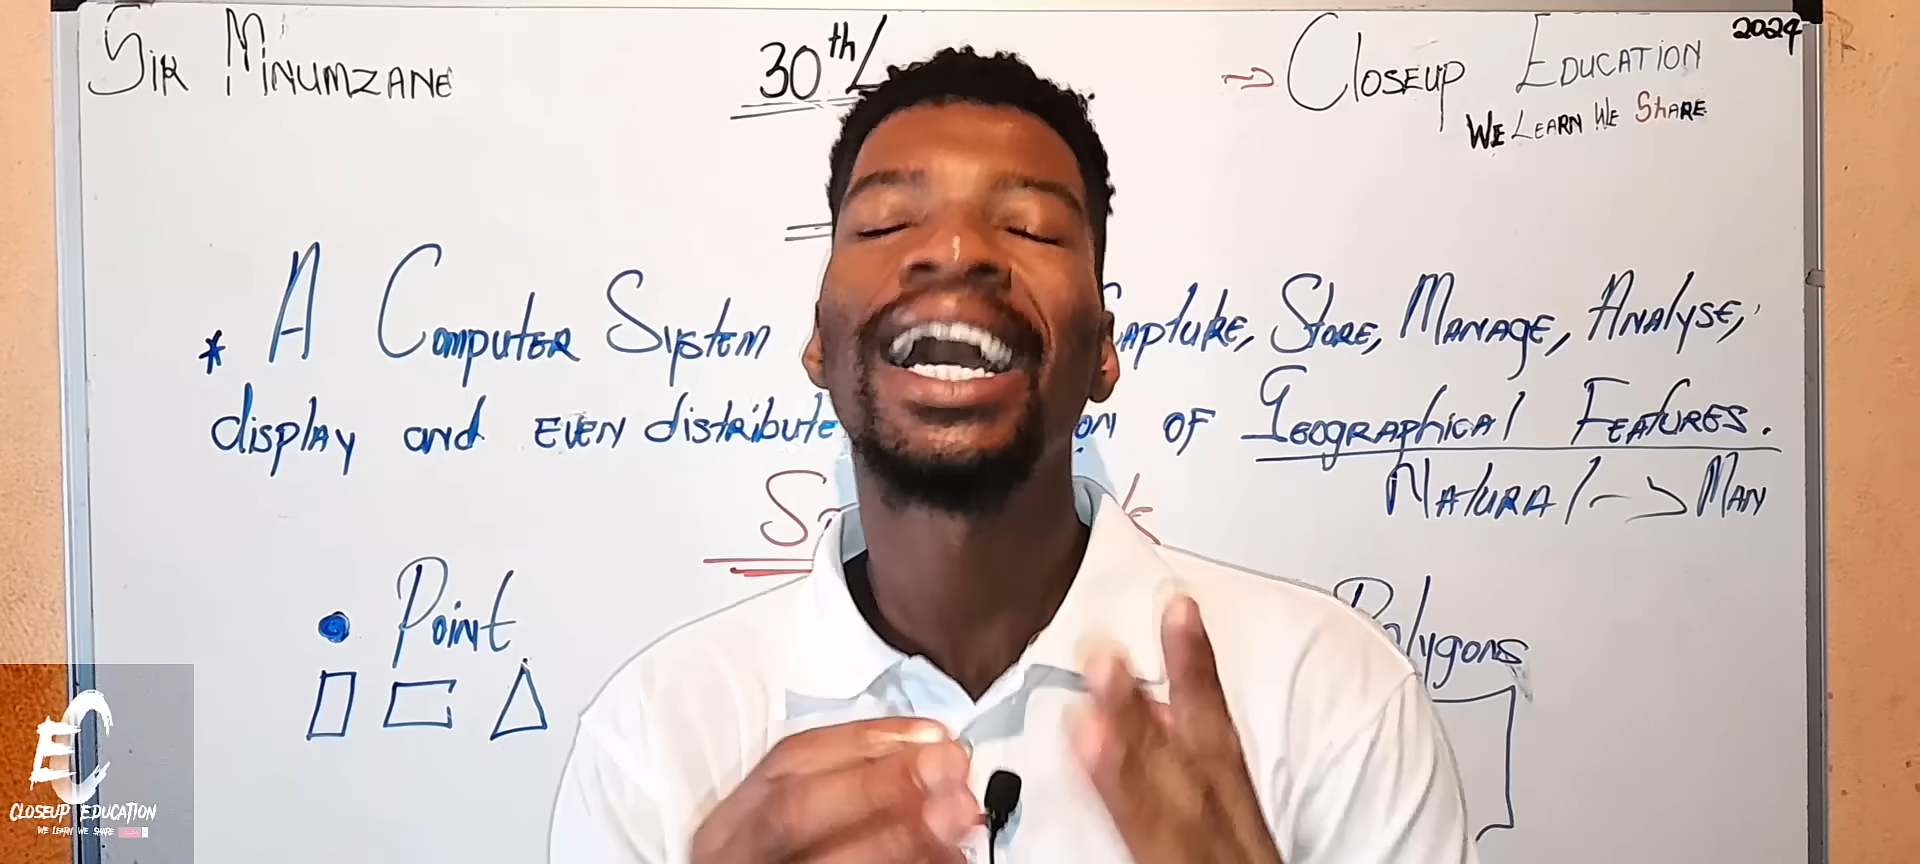 Sir Minumzane
30th
2024
→ Closeup Education
We Learn We Share
* A Computer System Capture, Store, Manage, Analyse,
display and even distribute of Geographical Features.
Natural --> Man
• Point
Polygons
EC
Closeup Education
We Learn We Share